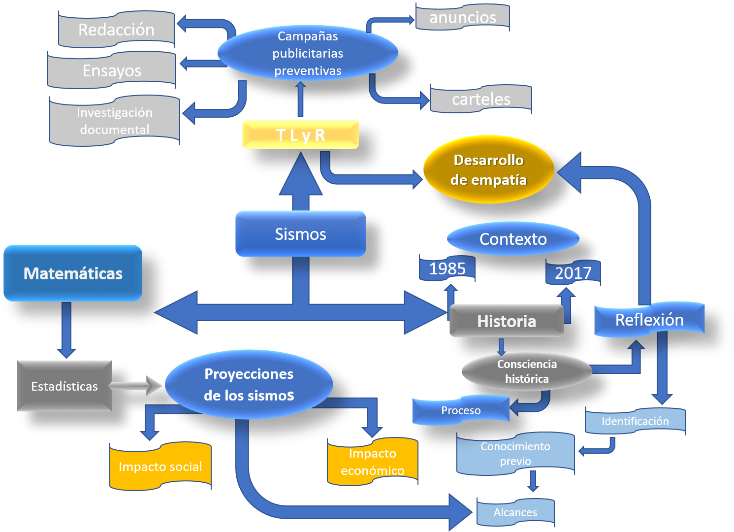 Redacción
Ensayos
Investigación
documental
Campañas
publicitarias
preventivas
anuncios
carteles
T L y R
Desarrollo
de empatía
Sismos
Contexto
1985
2017
Matemáticas
Historia
Reflexión
Estadísticas
Proyecciones
de los sismos
Consciencia
histórica
Proceso
Identificación
Impacto social
Impacto
económico
Conocimiento
previo
Alcances